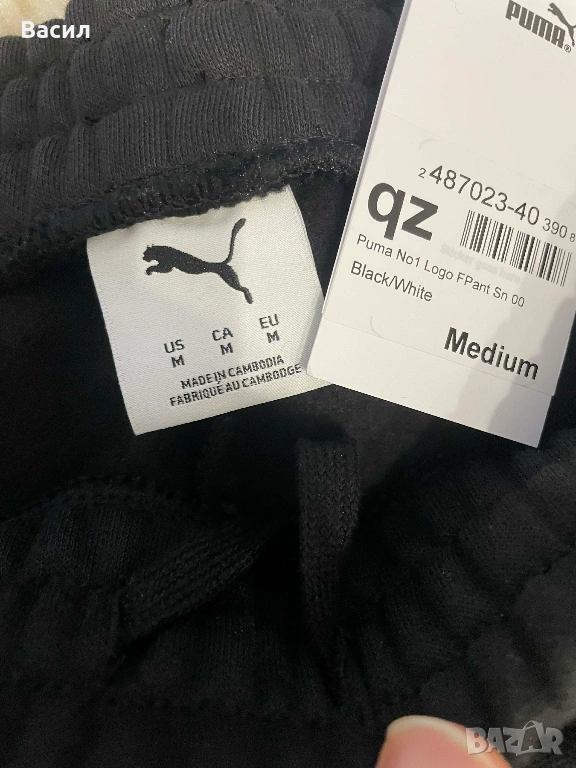 Васил
PUMA
2 487023-40 390 8
qz
Puma No1 Logo FPant Sn 00
Black/White
Medium
US CA EU
M M M
MADE IN CAMBODIA
FABRIQUÉ AU CAMBODGE
BAZAR